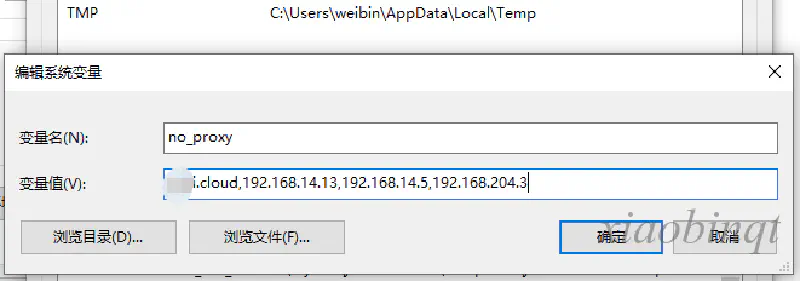 TMP C:\Users\weibin\AppData\Local\Temp
编辑系统变量
变量名(N): no_proxy
变量值(V): i.cloud,192.168.14.13,192.168.14.5,192.168.204.3
浏览目录(D)... 浏览文件(F)... 确定 取消
xiaobinqt